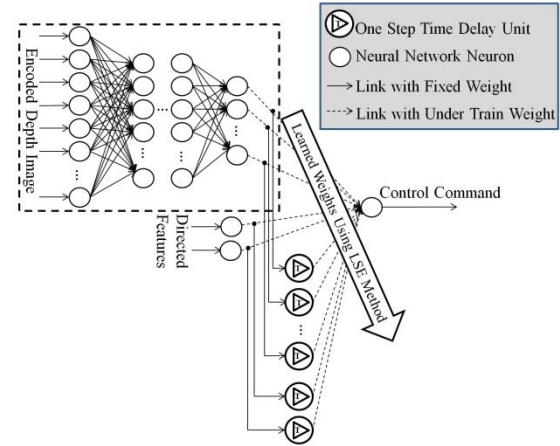 One Step Time Delay Unit
Neural Network Neuron
Link with Fixed Weight
Link with Under Train Weight
Encoded Depth Image
Learned Weights Using LSE Method
Control Command
Directed
Features